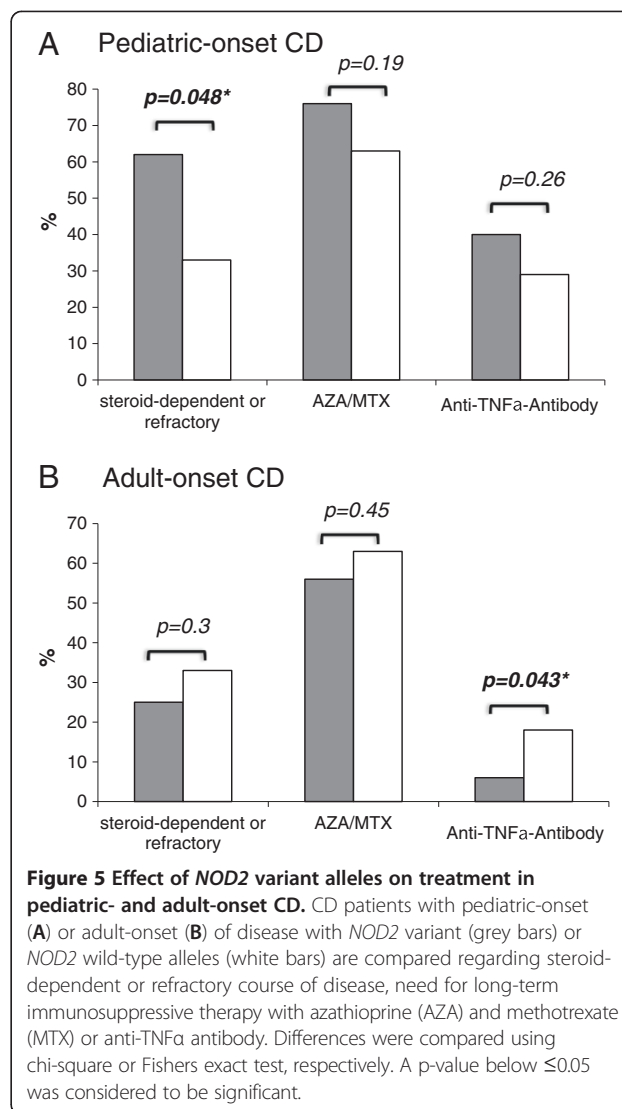 A Pediatric-onset CD
p=0.19
p=0.048*
p=0.26
80
70
60
50
40
30
20
10
0
%
steroid-dependent or
refractory
AZA/MTX
Anti-TNFa-Antibody
B Adult-onset CD
p=0.45
p=0.3
p=0.043*
70
60
50
40
30
20
10
0
%
steroid-dependent or
refractory
AZA/MTX
Anti-TNFa-Antibody
Figure 5 Effect of NOD2 variant alleles on treatment in
pediatric- and adult-onset CD. CD patients with pediatric-onset
(A) or adult-onset (B) of disease with NOD2 variant (grey bars) or
NOD2 wild-type alleles (white bars) are compared regarding steroid-
dependent or refractory course of disease, need for long-term
immunosuppressive therapy with azathioprine (AZA) and methotrexate
(MTX) or anti-TNFα antibody. Differences were compared using
chi-square or Fishers exact test, respectively. A p-value below ≤0.05
was considered to be significant.